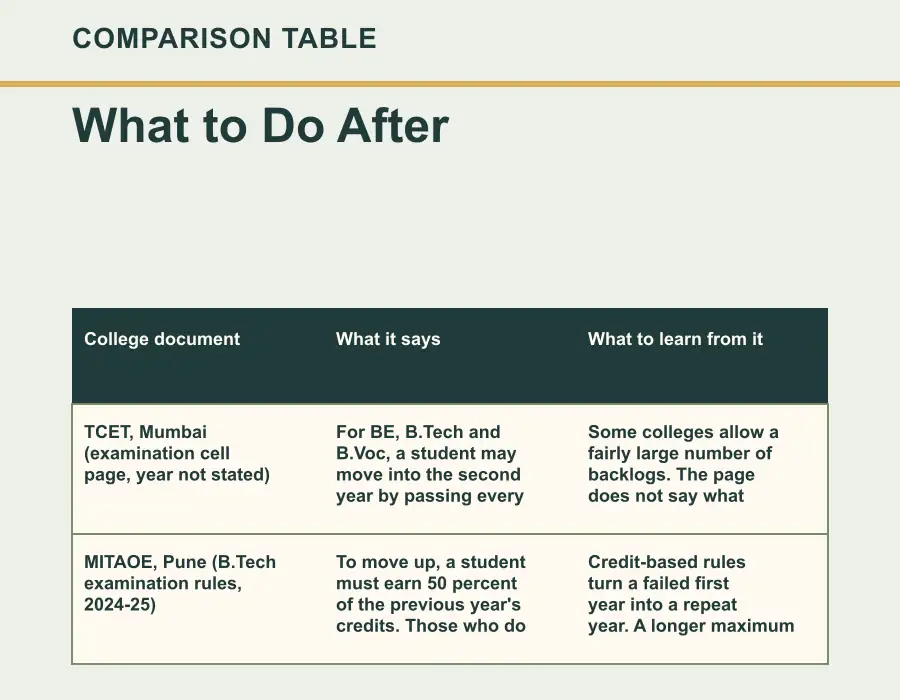 COMPARISON TABLE
What to Do After
College document
What it says
What to learn from it
TCET, Mumbai
(examination cell
page, year not stated)
For BE, B.Tech and
B.Voc, a student may
move into the second
year by passing every
Some colleges allow a
fairly large number of
backlogs. The page
does not say what
MITAOE, Pune (B.Tech
examination rules,
2024-25)
To move up, a student
must earn 50 percent
of the previous year's
credits. Those who do
Credit-based rules
turn a failed first
year into a repeat
year. A longer maximum